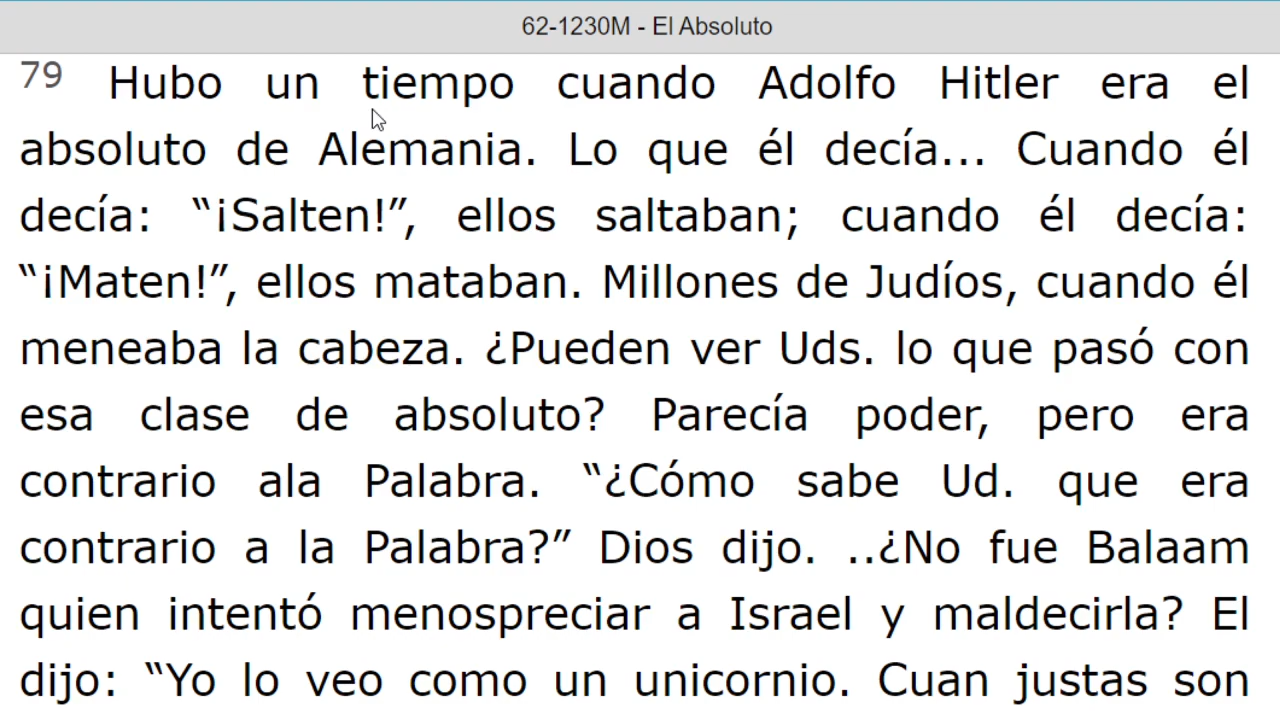 62-1230M - El Absoluto
79 Hubo un tiempo cuando Adolfo Hitler era el
absoluto de Alemania. Lo que él decía... Cuando él
decía: “¡Salten!”, ellos saltaban; cuando él decía:
“¡Maten!”, ellos mataban. Millones de Judíos, cuando él
meneaba la cabeza. ¿Pueden ver Uds. lo que pasó con
esa clase de absoluto? Parecía poder, pero era
contrario ala Palabra. “¿Cómo sabe Ud. que era
contrario a la Palabra?” Dios dijo. ..¿No fue Balaam
quien intentó menospreciar a Israel y maldecirla? El
dijo: “Yo lo veo como un unicornio. Cuan justas son